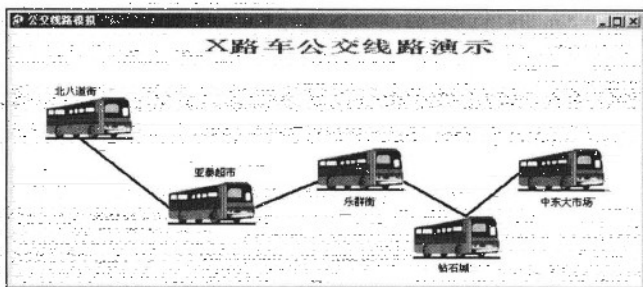 公交线路模拟
X路车公交线路演示
北八道街
亚泰超市
乐群街
中东大市场
钻石城